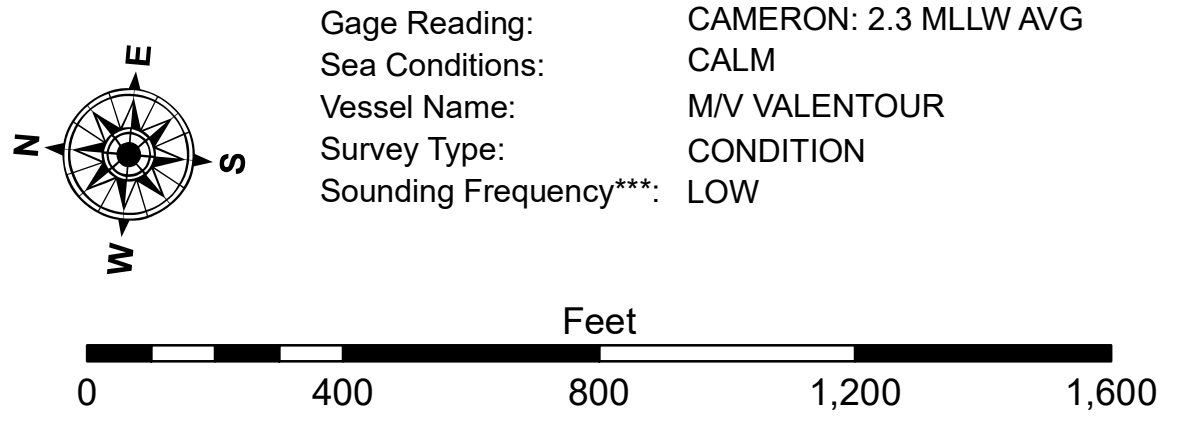 Gage Reading: CAMERON: 2.3 MLLW AVG
Sea Conditions: CALM
Vessel Name: M/V VALENTOUR
Survey Type: CONDITION
Sounding Frequency***: LOW
E
N
S
W
Feet
0 400 800 1,200 1,600